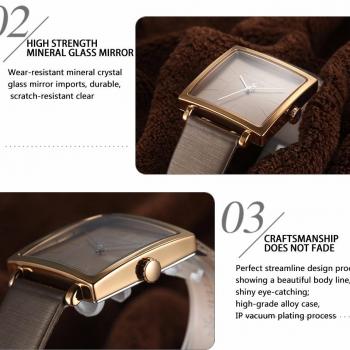 02
HIGH STRENGTH
MINERAL GLASS MIRROR
Wear-resistant mineral crystal
glass mirror imports, durable,
scratch-resistant clear
03
CRAFTSMANSHIP
DOES NOT FADE
Perfect streamline design
showing a beautiful body line,
shiny eye-catching;
high-grade alloy case,
IP vacuum plating process